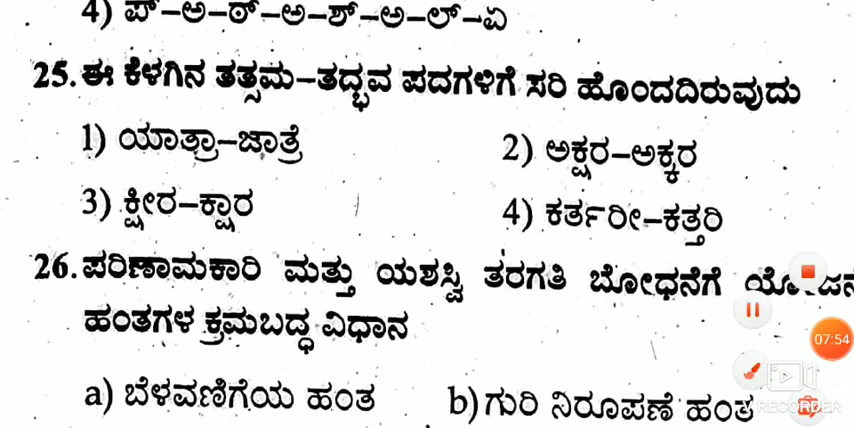 4) ಪ್–ಅ–ಠ್–ಅ–ಶ್–ಅ–ಲ್–ಏ
25. ಈ ಕೆಳಗಿನ ತತ್ಸಮ–ತದ್ಭವ ಪದಗಳಿಗೆ ಸರಿ ಹೊಂದದಿರುವುದು
1) ಯಾತ್ರಾ–ಜಾತ್ರೆ 2) ಅಕ್ಷರ–ಅಕ್ಕರ
3) ಕ್ಷೀರ–ಕ್ಷಾರ 4) ಕರ್ತರೀ–ಕತ್ತರಿ
26. ಪರಿಣಾಮಕಾರಿ ಮತ್ತು ಯಶಸ್ವಿ ತರಗತಿ ಬೋಧನೆಗೆ
ಹಂತಗಳ ಕ್ರಮಬದ್ಧ ವಿಧಾನ
07:54
a) ಬೆಳವಣಿಗೆಯ ಹಂತ b) ಗುರಿ ನಿರೂಪಣೆ ಹಂತ
RECORDER